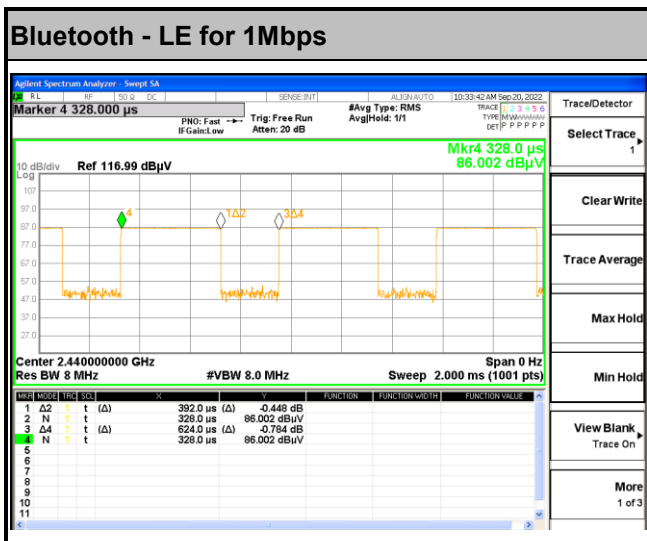 Bluetooth - LE for 1Mbps
Agilent Spectrum Analyzer - Swept SA
RL RF 50 Ω DC SENSE:INT ALIGN AUTO 10:33:42 AM Sep 20, 2022
Marker 4 328.000 µs
PNO: Fast
IFGain:Low
Trig: Free Run
Atten: 20 dB
#Avg Type: RMS
Avg|Hold: 1/1
TRACE 1 2 3 4 5 6
TYPE MWWWWW
DET P P P P P P
Mkr4 328.0 µs
86.002 dBµV
10 dB/div Ref 116.99 dBµV
Log
107
97.0
87.0
77.0
67.0
57.0
47.0
37.0
27.0
4
1Δ2
3Δ4
Center 2.440000000 GHz Span 0 Hz
Res BW 8 MHz #VBW 8.0 MHz Sweep 2.000 ms (1001 pts)
MKR MODE TRC SCL X Y FUNCTION FUNCTION WIDTH FUNCTION VALUE
1 Δ2 1 t (Δ) 392.0 µs (Δ) -0.448 dB
2 N 1 t 328.0 µs 86.002 dBµV
3 Δ4 1 t (Δ) 624.0 µs (Δ) -0.784 dB
4 N 1 t 328.0 µs 86.002 dBµV
5
6
7
8
9
10
11
Trace/Detector
Select Trace
1
Clear Write
Trace Average
Max Hold
Min Hold
View Blank
Trace On
More
1 of 3